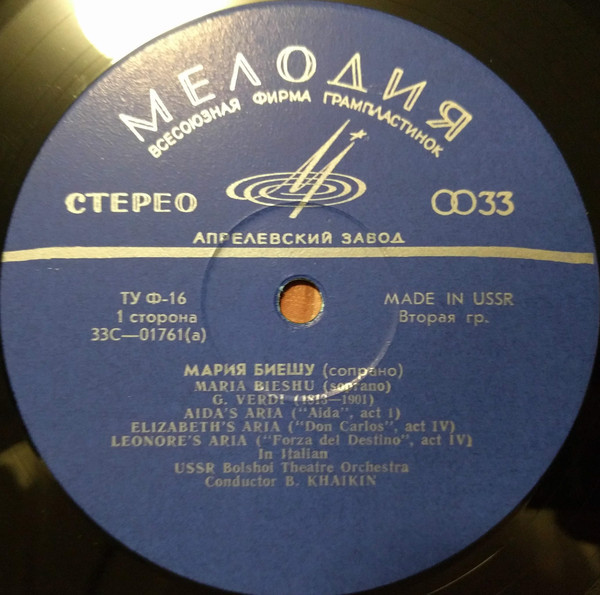 МЕЛОДИЯ
ВСЕСОЮЗНАЯ ФИРМА ГРАМПЛАСТИНОК
СТЕРЕО
33
АПРЕЛЕВСКИЙ ЗАВОД
ТУ Ф-16
1 сторона
33С—01761(а)
MADE IN USSR
Вторая гр.
МАРИЯ БИЕШУ (сопрано)
MARIA BIESHU (soprano)
G. VERDI (1813—1901)
AIDA'S ARIA ("Aida", act I)
ELIZABETH'S ARIA ("Don Carlos", act IV)
LEONORE'S ARIA ("Forza del Destino", act IV)
In Italian
USSR Bolshoi Theatre Orchestra
Conductor B. KHAIKIN